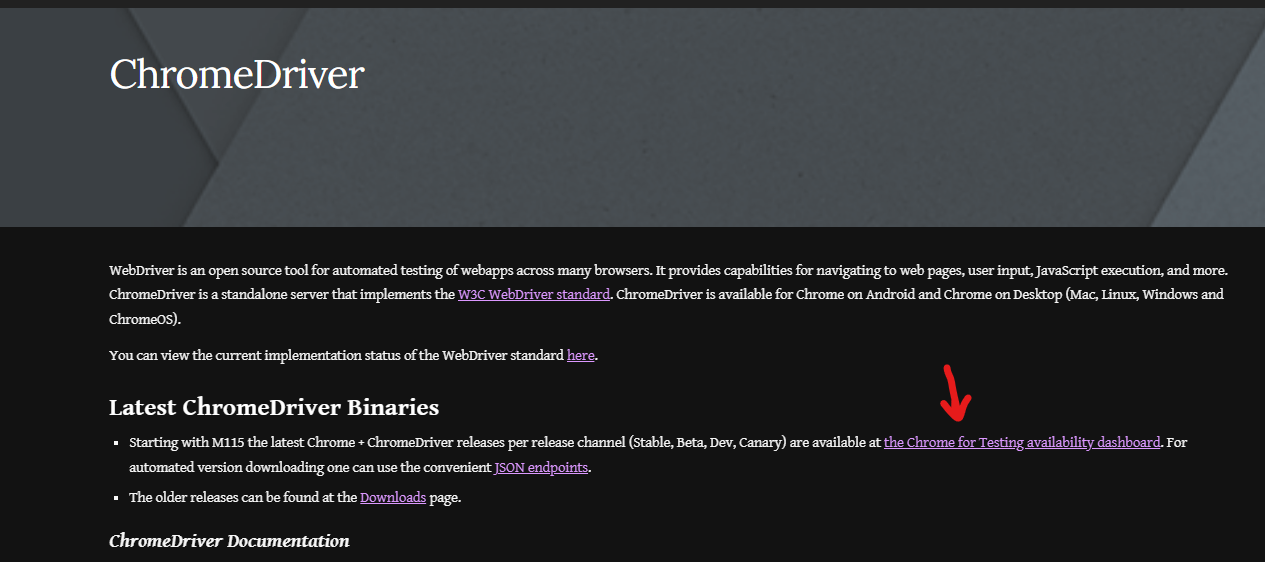 ChromeDriver
WebDriver is an open source tool for automated testing of webapps across many browsers. It provides capabilities for navigating to web pages, user input, JavaScript execution, and more.
ChromeDriver is a standalone server that implements the W3C WebDriver standard. ChromeDriver is available for Chrome on Android and Chrome on Desktop (Mac, Linux, Windows and
ChromeOS).
You can view the current implementation status of the WebDriver standard here.
Latest ChromeDriver Binaries
▪ Starting with M115 the latest Chrome + ChromeDriver releases per release channel (Stable, Beta, Dev, Canary) are available at the Chrome for Testing availability dashboard. For
automated version downloading one can use the convenient JSON endpoints.
▪ The older releases can be found at the Downloads page.
ChromeDriver Documentation